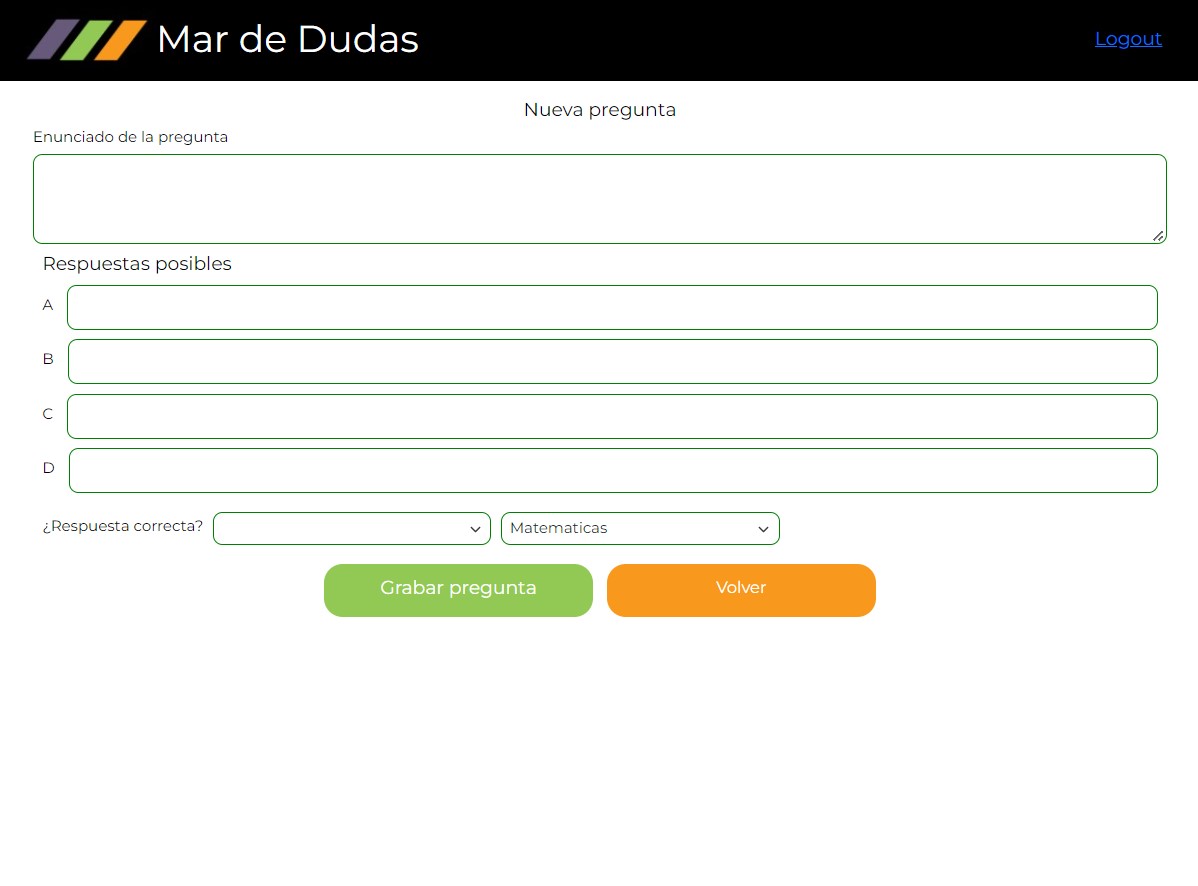 Mar de Dudas
Logout
Nueva pregunta
Enunciado de la pregunta
Respuestas posibles
A
B
C
D
¿Respuesta correcta? Matematicas
Grabar pregunta Volver